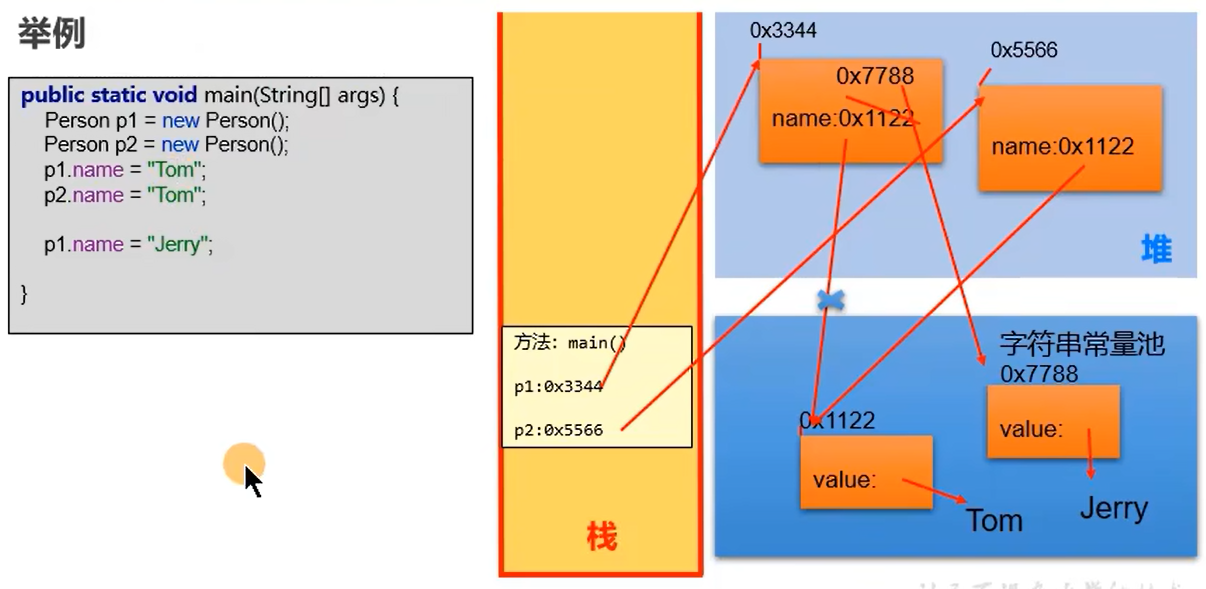 举例
public static void main(String[] args) {
Person p1 = new Person();
Person p2 = new Person();
p1.name = "Tom";
p2.name = "Tom";
p1.name = "Jerry";
}
方法: main()
p1:0x3344
p2:0x5566
栈
0x3344
0x7788
name:0x1122
0x5566
name:0x1122
堆
字符串常量池
0x7788
value:
Jerry
0x1122
value:
Tom